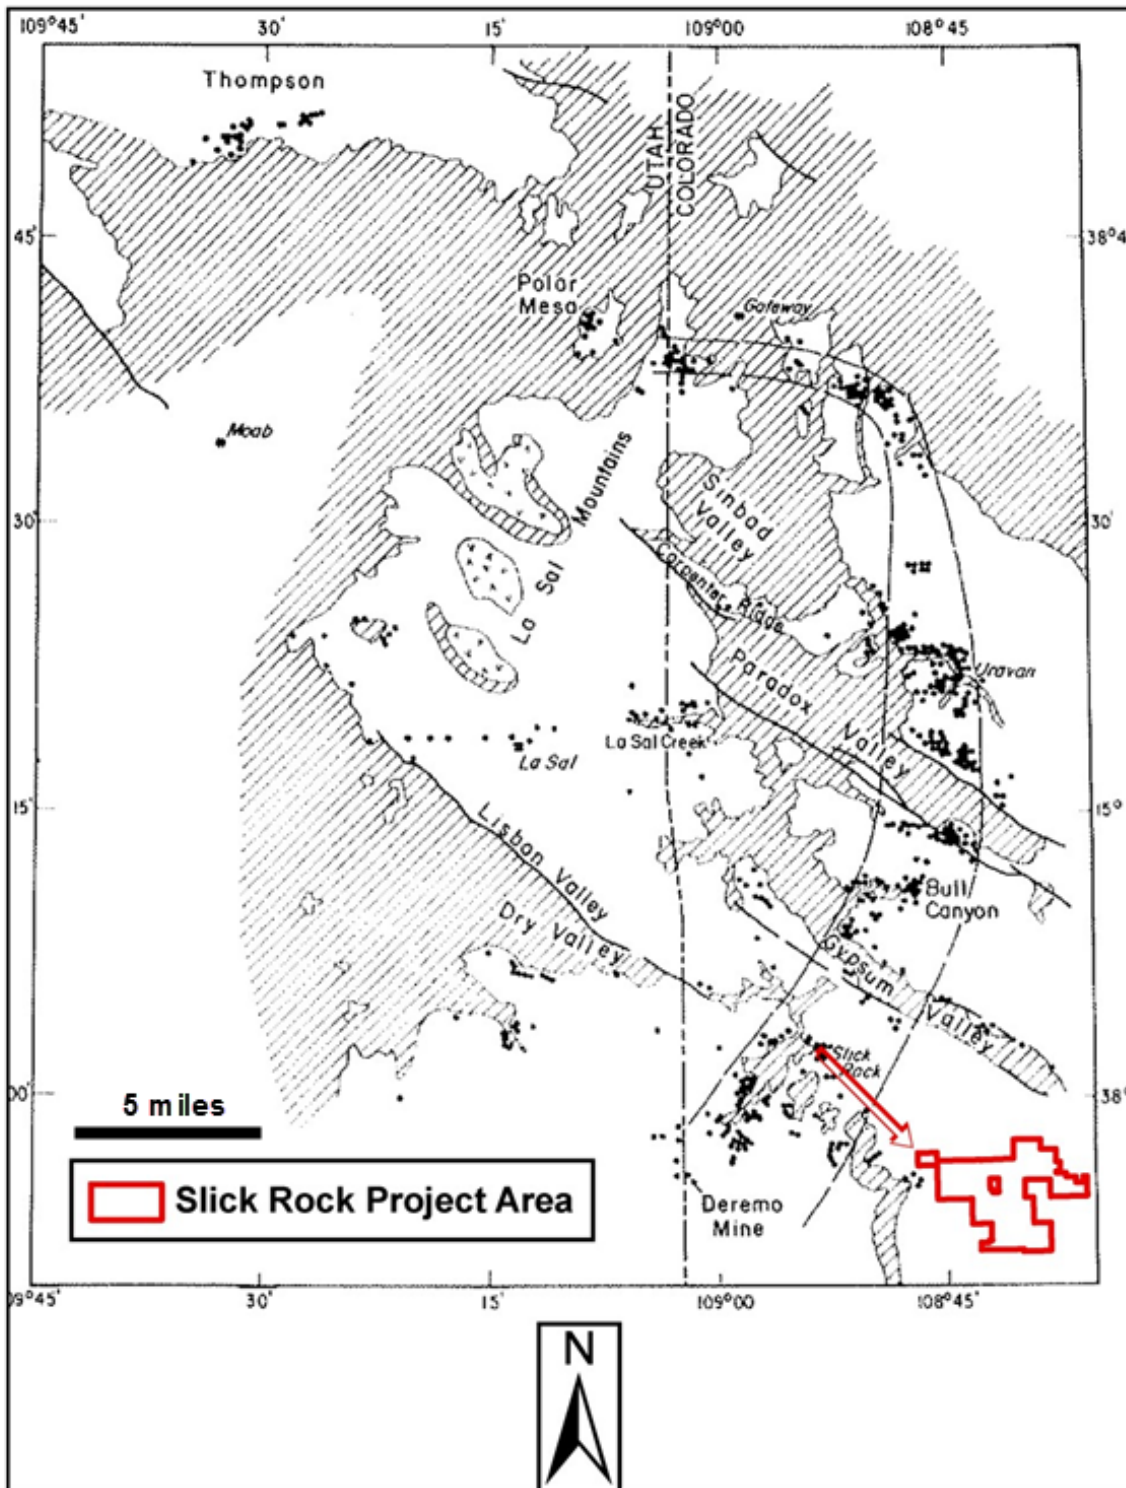 109°45'
30'
15'
109°00'
108°45'
Thompson
UTAH
COLORADO
45'
38°4
Polar
Mesa
Gateway
Moab
La Sal Mountains
Sinbad
Valley
30'
30'
Carpenter Ridge
Paradox
Valley
Uravan
La Sal Creek
La Sal
15'
15'
Lisbon Valley
Bull
Canyon
Dry Valley
Gypsum
Valley
Slick
Rock
00'
38°
5 miles
Slick Rock Project Area
Deremo
Mine
9°45'
30'
15'
109°00'
108°45'
N